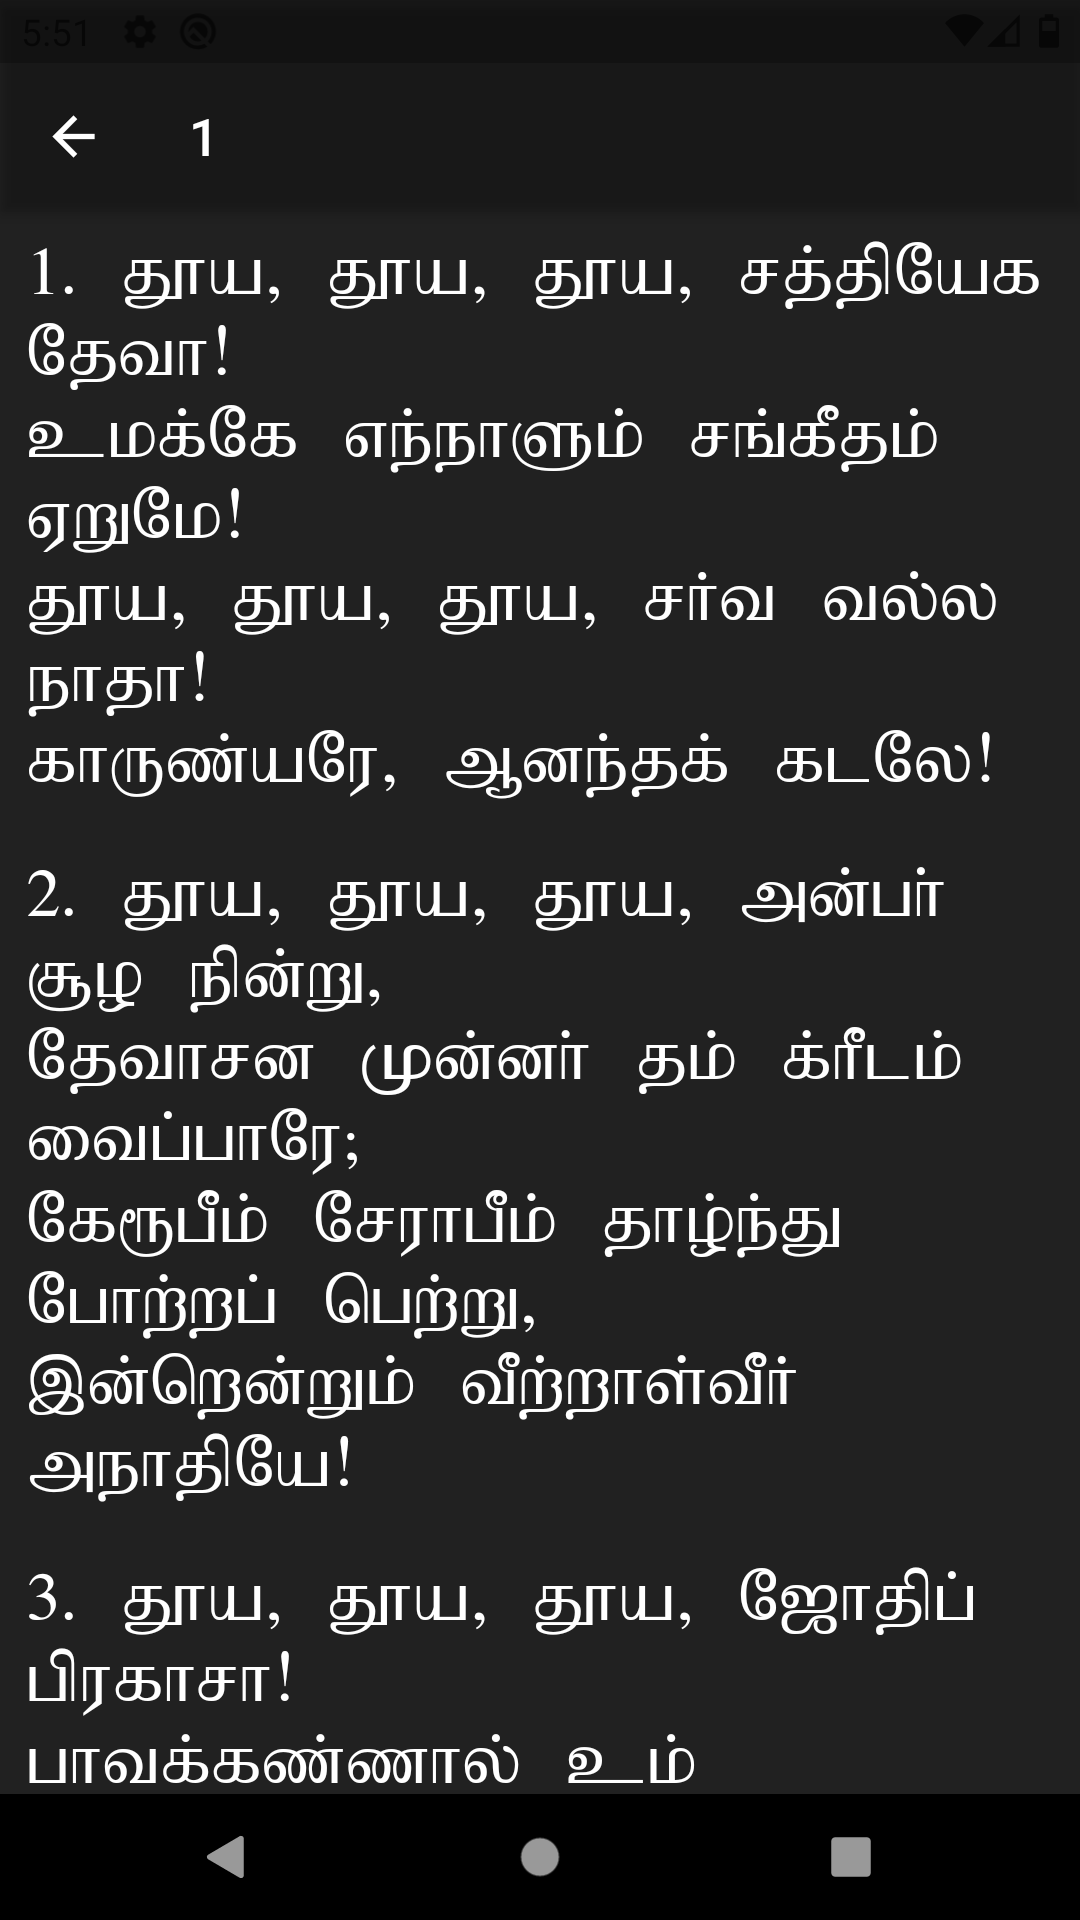 5:51
1
1. தூய, தூய, தூய, சத்தியேக
தேவா!
உமக்கே எந்நாளும் சங்கீதம்
ஏறுமே!
தூய, தூய, தூய, சர்வ வல்ல
நாதா!
காருண்யரே, ஆனந்தக் கடலே!
2. தூய, தூய, தூய, அன்பர்
சூழ நின்று,
தேவாசன முன்னர் தம் க்ரீடம்
வைப்பாரே;
கேரூபீம் சேராபீம் தாழ்ந்து
போற்றப் பெற்று,
இன்றென்றும் வீற்றாள்வீர்
அநாதியே!
3. தூய, தூய, தூய, ஜோதிப்
பிரகாசா!
பாவக்கண்ணால் உம்